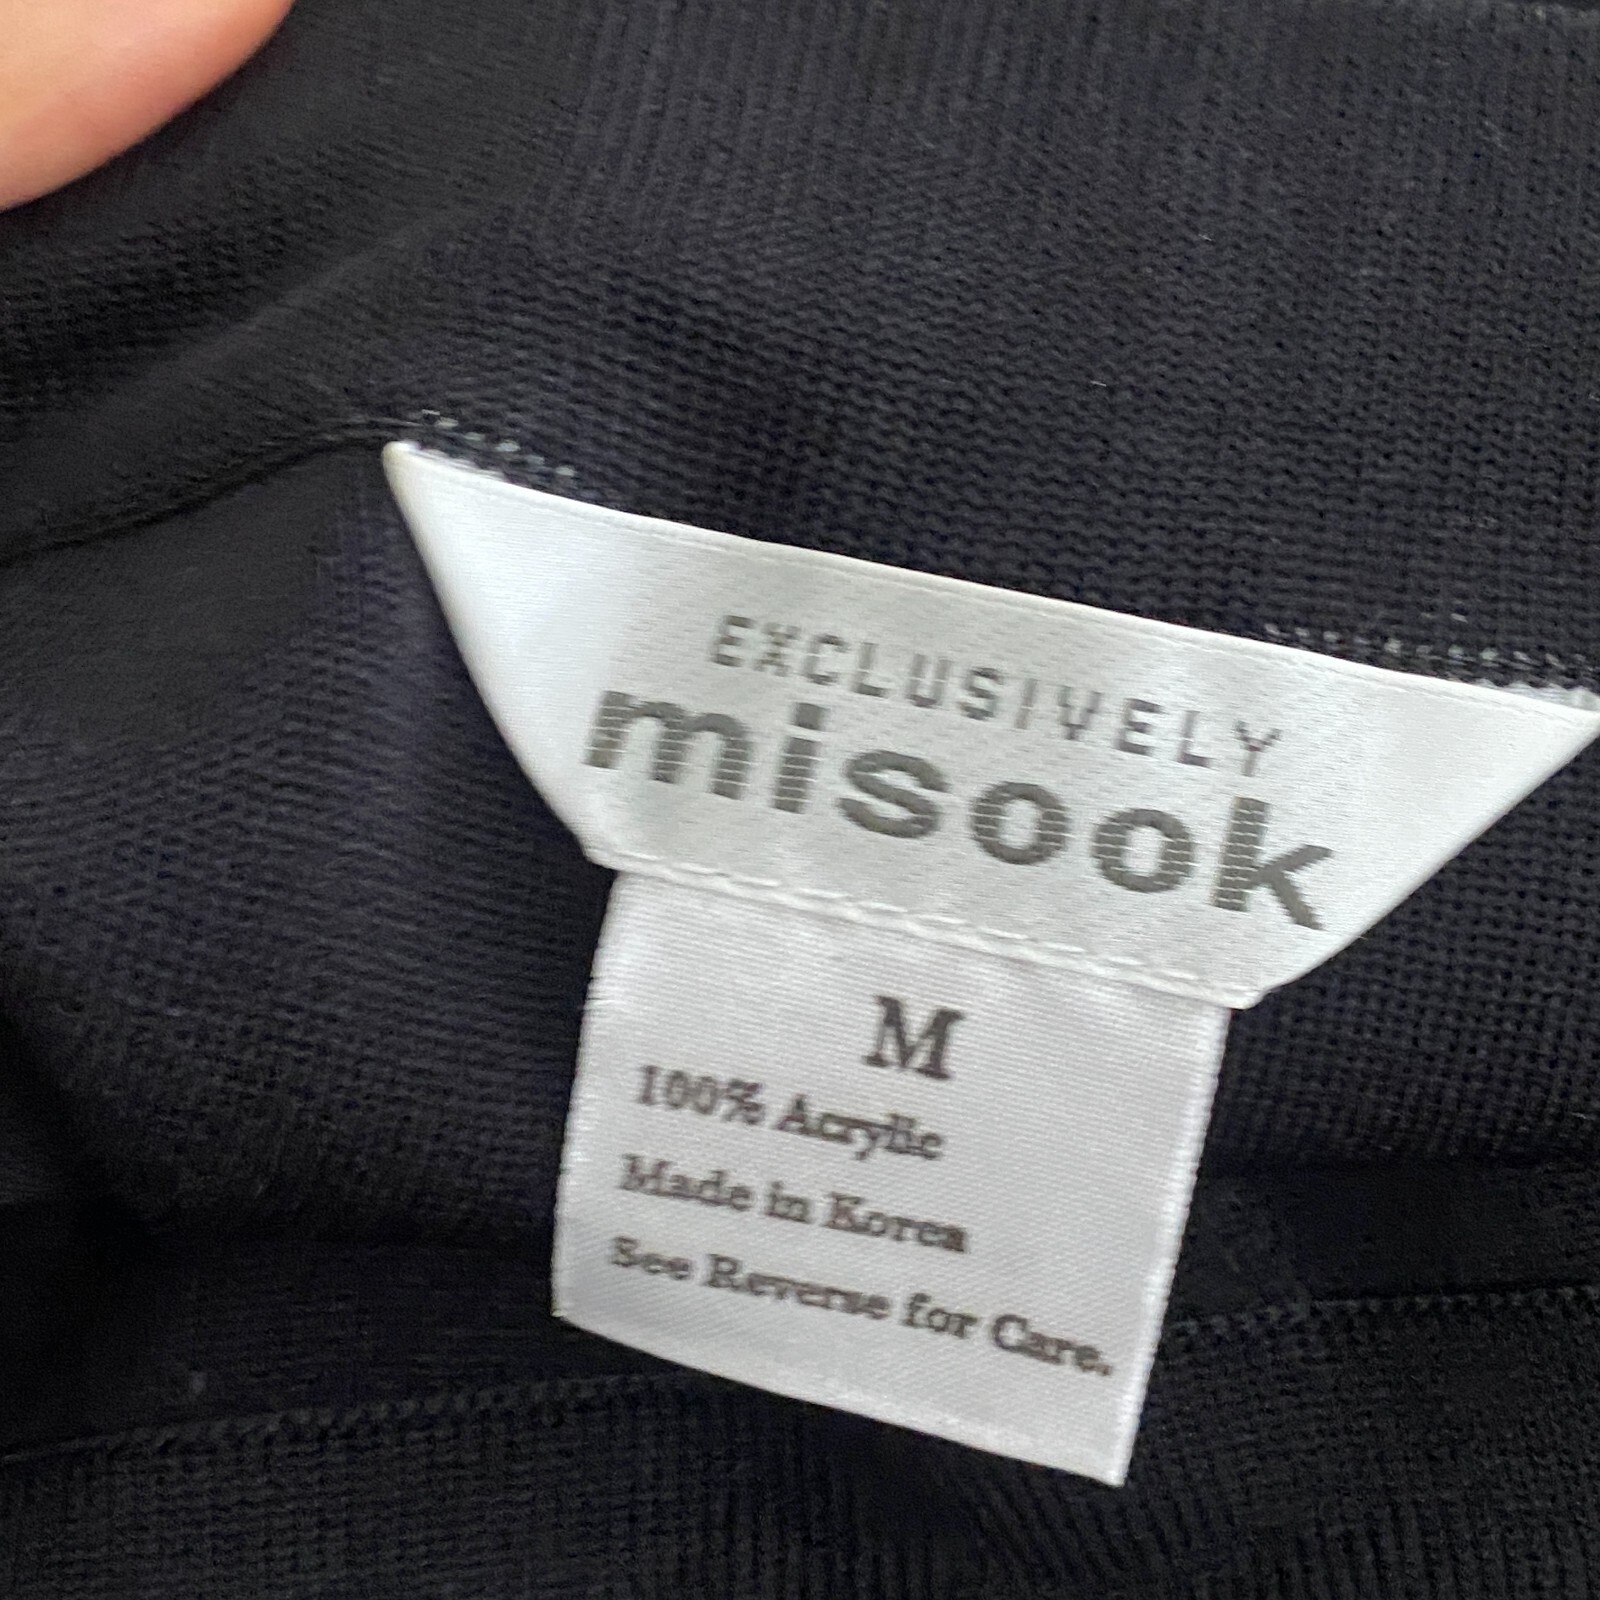 EXCLUSIVELY
misook
M
100% Acrylic
Made in Korea
See Reverse for Care.